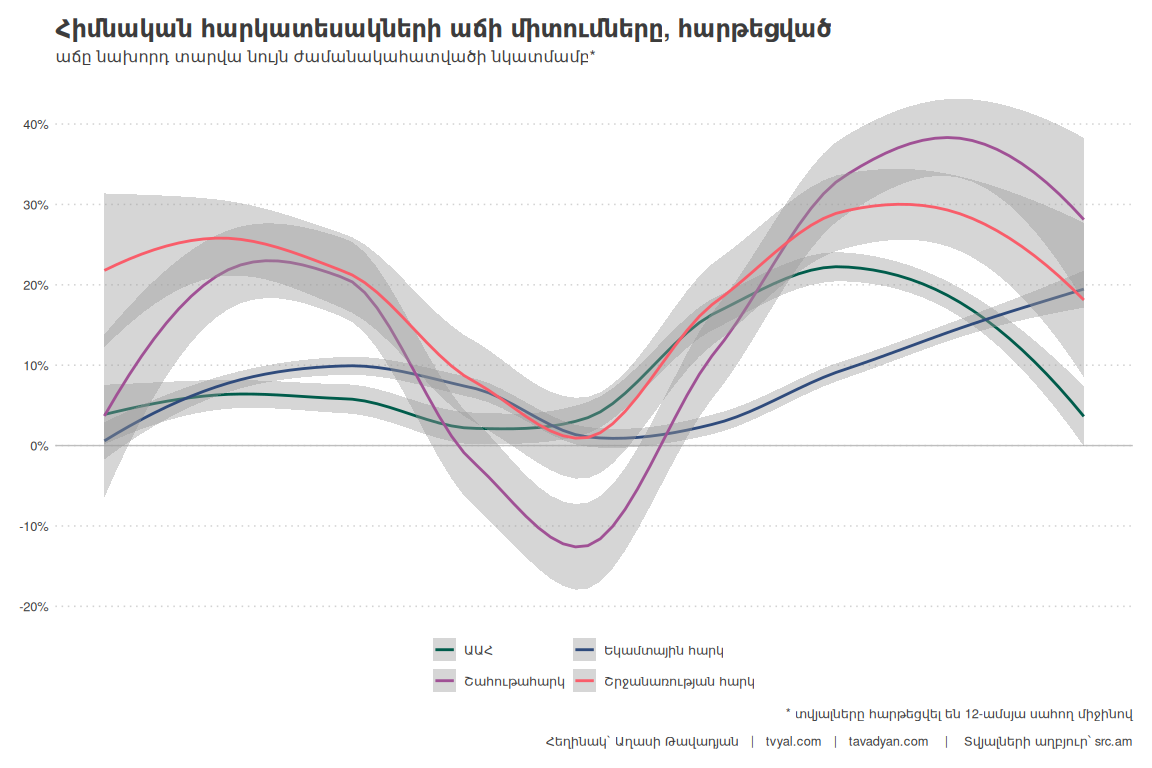 Հիմնական հարկատեսակների աճի միտումները, հարթեցված
աճը նախորդ տարվա նույն ժամանակահատվածի նկատմամբ*
40%
30%
20%
10%
0%
-10%
-20%
ԱԱՀ
Եկամտային հարկ
Շահութահարկ
Շրջանառության հարկ
* տվյալները հարթեցվել են 12-ամսյա սահող միջինով
Հեղինակ՝ Աղասի Թավադյան | tvyal.com | tavadyan.com | Տվյալների աղբյուր՝ src.am